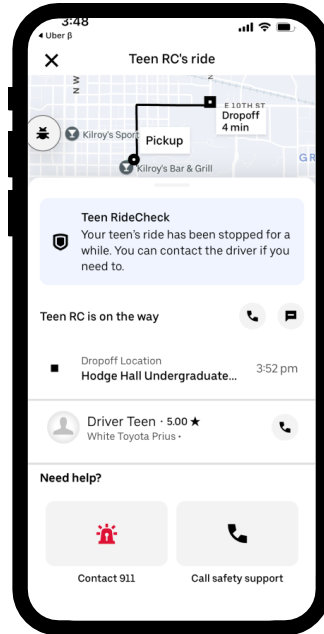 3:48
◂ Uber β
Teen RC's ride
Z W
Z
E 10TH ST
Dropoff
4 min
Kilroy's Sport
Pickup
GR
Kilroy's Bar & Grill
Teen RideCheck
Your teen's ride has been stopped for a
while. You can contact the driver if you
need to.
Teen RC is on the way
Dropoff Location
Hodge Hall Undergraduate...
3:52 pm
Driver Teen · 5.00 ★
White Toyota Prius •
Need help?
Contact 911
Call safety support